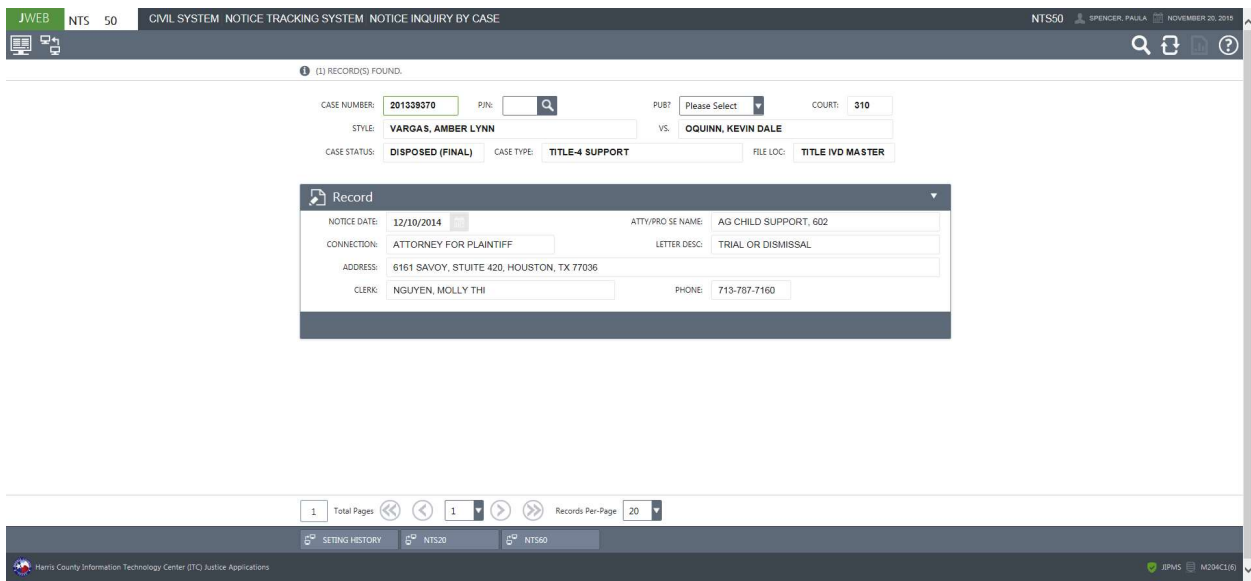 JWEB NTS 50 CIVIL SYSTEM NOTICE TRACKING SYSTEM NOTICE INQUIRY BY CASE NTS50 SPENCER, PAULA NOVEMBER 20, 2015
(1) RECORD(S) FOUND.
CASE NUMBER: 201339370 PJN: PUB? Please Select COURT: 310
STYLE: VARGAS, AMBER LYNN VS. OQUINN, KEVIN DALE
CASE STATUS: DISPOSED (FINAL) CASE TYPE: TITLE-4 SUPPORT FILE LOC: TITLE IVD MASTER
Record
NOTICE DATE: 12/10/2014 ATTY/PRO SE NAME: AG CHILD SUPPORT, 602
CONNECTION: ATTORNEY FOR PLAINTIFF LETTER DESC: TRIAL OR DISMISSAL
ADDRESS: 6161 SAVOY, STUITE 420, HOUSTON, TX 77036
CLERK: NGUYEN, MOLLY THI PHONE: 713-787-7160
1 Total Pages 1 Records Per-Page 20
SETING HISTORY NTS20 NTS60
Harris County Information Technology Center (ITC) Justice Applications JIPMS M204C1(6)